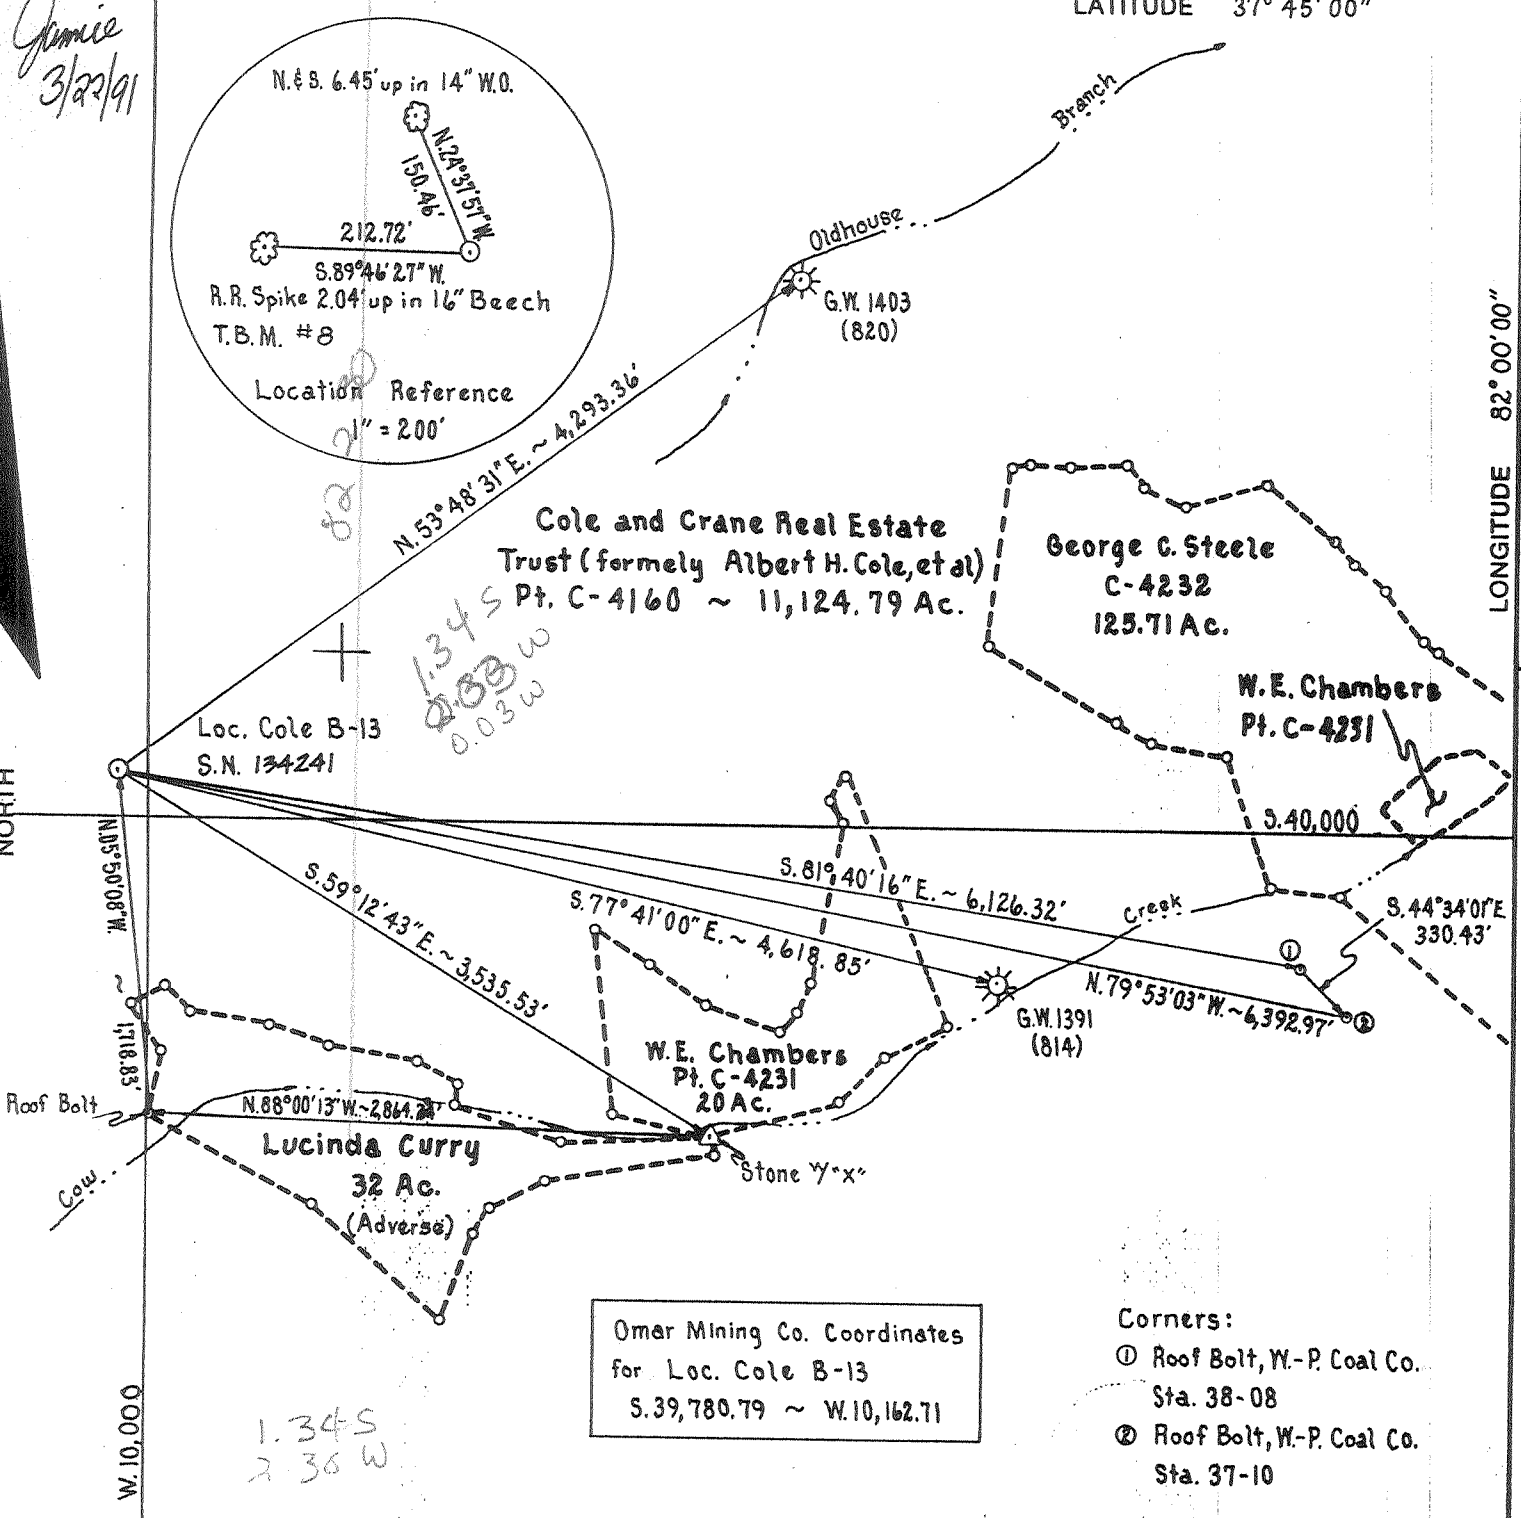 Jamie
3/22/91
LATITUDE 37° 45' 00"
N.&S. 6.45' up in 14" W.O.
N.24°37'57"W.
150.46'
212.72'
S.89°46'27"W.
R.R. Spike 2.04' up in 16" Beech
T.B.M. #8
Location Reference
1" = 200'
Branch
Oldhouse
G.W. 1403
(820)
LONGITUDE 82° 00' 00"
N.53°48'31"E. ~ 4,293.36'
Cole and Crane Real Estate
Trust (formely Albert H. Cole, et al)
Pt. C-4160 ~ 11,124.79 Ac.
George C. Steele
C-4232
125.71 Ac.
W.E. Chambers
Pt. C-4231
1.34 S
0.03 W
Loc. Cole B-13
S.N. 134241
NORTH
S.40,000
N.05°50'08"W. ~ 1,718.83'
S.59°12'43"E. ~ 3,535.53'
S.77°41'00"E. ~ 4,618.85'
S.81°40'16"E. ~ 6,126.32'
Creek
S.44°34'01"E
330.43'
①
N.79°53'03"W. ~ 6,392.97'
②
G.W. 1391
(814)
W.E. Chambers
Pt. C-4231
20 Ac.
Roof Bolt
N.88°00'13"W. ~ 2,864.24'
Lucinda Curry
32 Ac.
(Adverse)
Cow
Stone W/"X"
Omar Mining Co. Coordinates
for Loc. Cole B-13
S.39,780.79 ~ W.10,162.71
Corners:
① Roof Bolt, W.-P. Coal Co.
Sta. 38-08
② Roof Bolt, W.-P. Coal Co.
Sta. 37-10
W.10,000
1.34 S
2.36 W